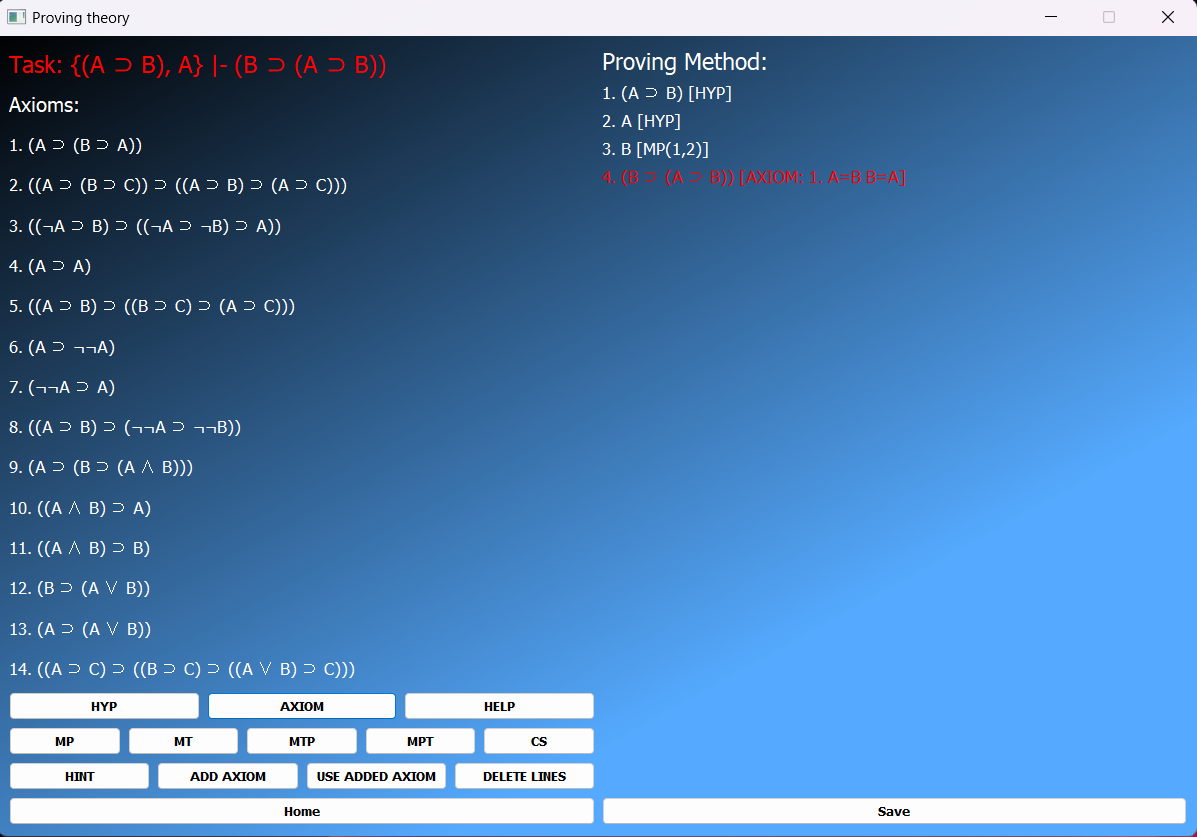 Proving theory
Task: {(A ⊃ B), A} |- (B ⊃ (A ⊃ B))
Axioms:
1. (A ⊃ (B ⊃ A))
2. ((A ⊃ (B ⊃ C)) ⊃ ((A ⊃ B) ⊃ (A ⊃ C)))
3. ((¬A ⊃ B) ⊃ ((¬A ⊃ ¬B) ⊃ A))
4. (A ⊃ A)
5. ((A ⊃ B) ⊃ ((B ⊃ C) ⊃ (A ⊃ C)))
6. (A ⊃ ¬¬A)
7. (¬¬A ⊃ A)
8. ((A ⊃ B) ⊃ (¬¬A ⊃ ¬¬B))
9. (A ⊃ (B ⊃ (A ∧ B)))
10. ((A ∧ B) ⊃ A)
11. ((A ∧ B) ⊃ B)
12. (B ⊃ (A ∨ B))
13. (A ⊃ (A ∨ B))
14. ((A ⊃ C) ⊃ ((B ⊃ C) ⊃ ((A ∨ B) ⊃ C)))
HYP AXIOM HELP
MP MT MTP MPT CS
HINT ADD AXIOM USE ADDED AXIOM DELETE LINES
Home
Proving Method:
1. (A ⊃ B) [HYP]
2. A [HYP]
3. B [MP(1,2)]
4. (B ⊃ (A ⊃ B)) [AXIOM: 1. A=B B=A]
Save